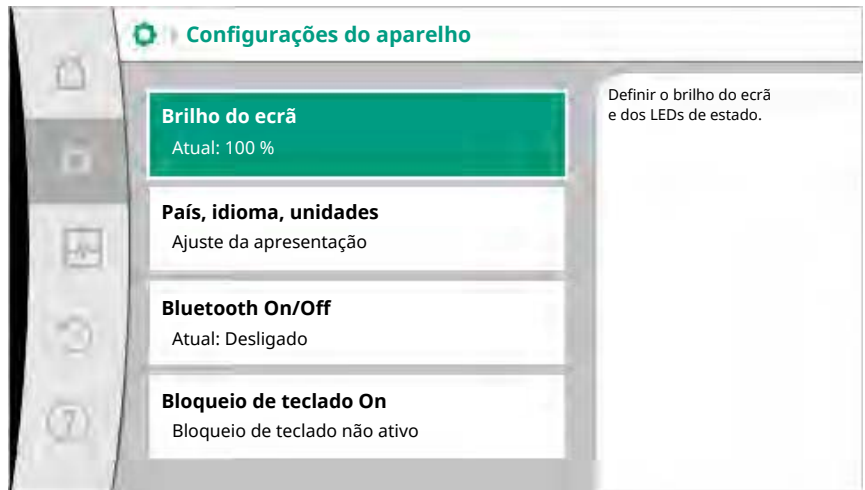 Configurações do aparelho
Brilho do ecrã
Atual: 100 %
País, idioma, unidades
Ajuste da apresentação
Bluetooth On/Off
Atual: Desligado
Bloqueio de teclado On
Bloqueio de teclado não ativo
Definir o brilho do ecrã
e dos LEDs de estado.
?